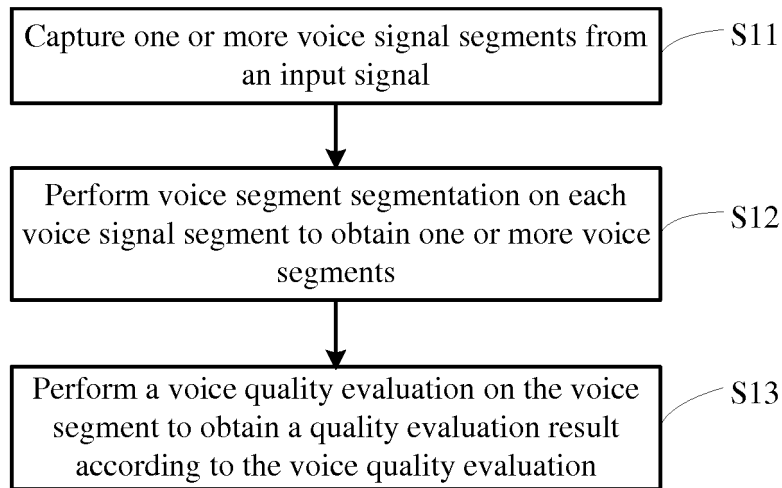 Capture one or more voice signal segments from
an input signal
S11
Perform voice segment segmentation on each
voice signal segment to obtain one or more voice
segments
S12
Perform a voice quality evaluation on the voice
segment to obtain a quality evaluation result
according to the voice quality evaluation
S13